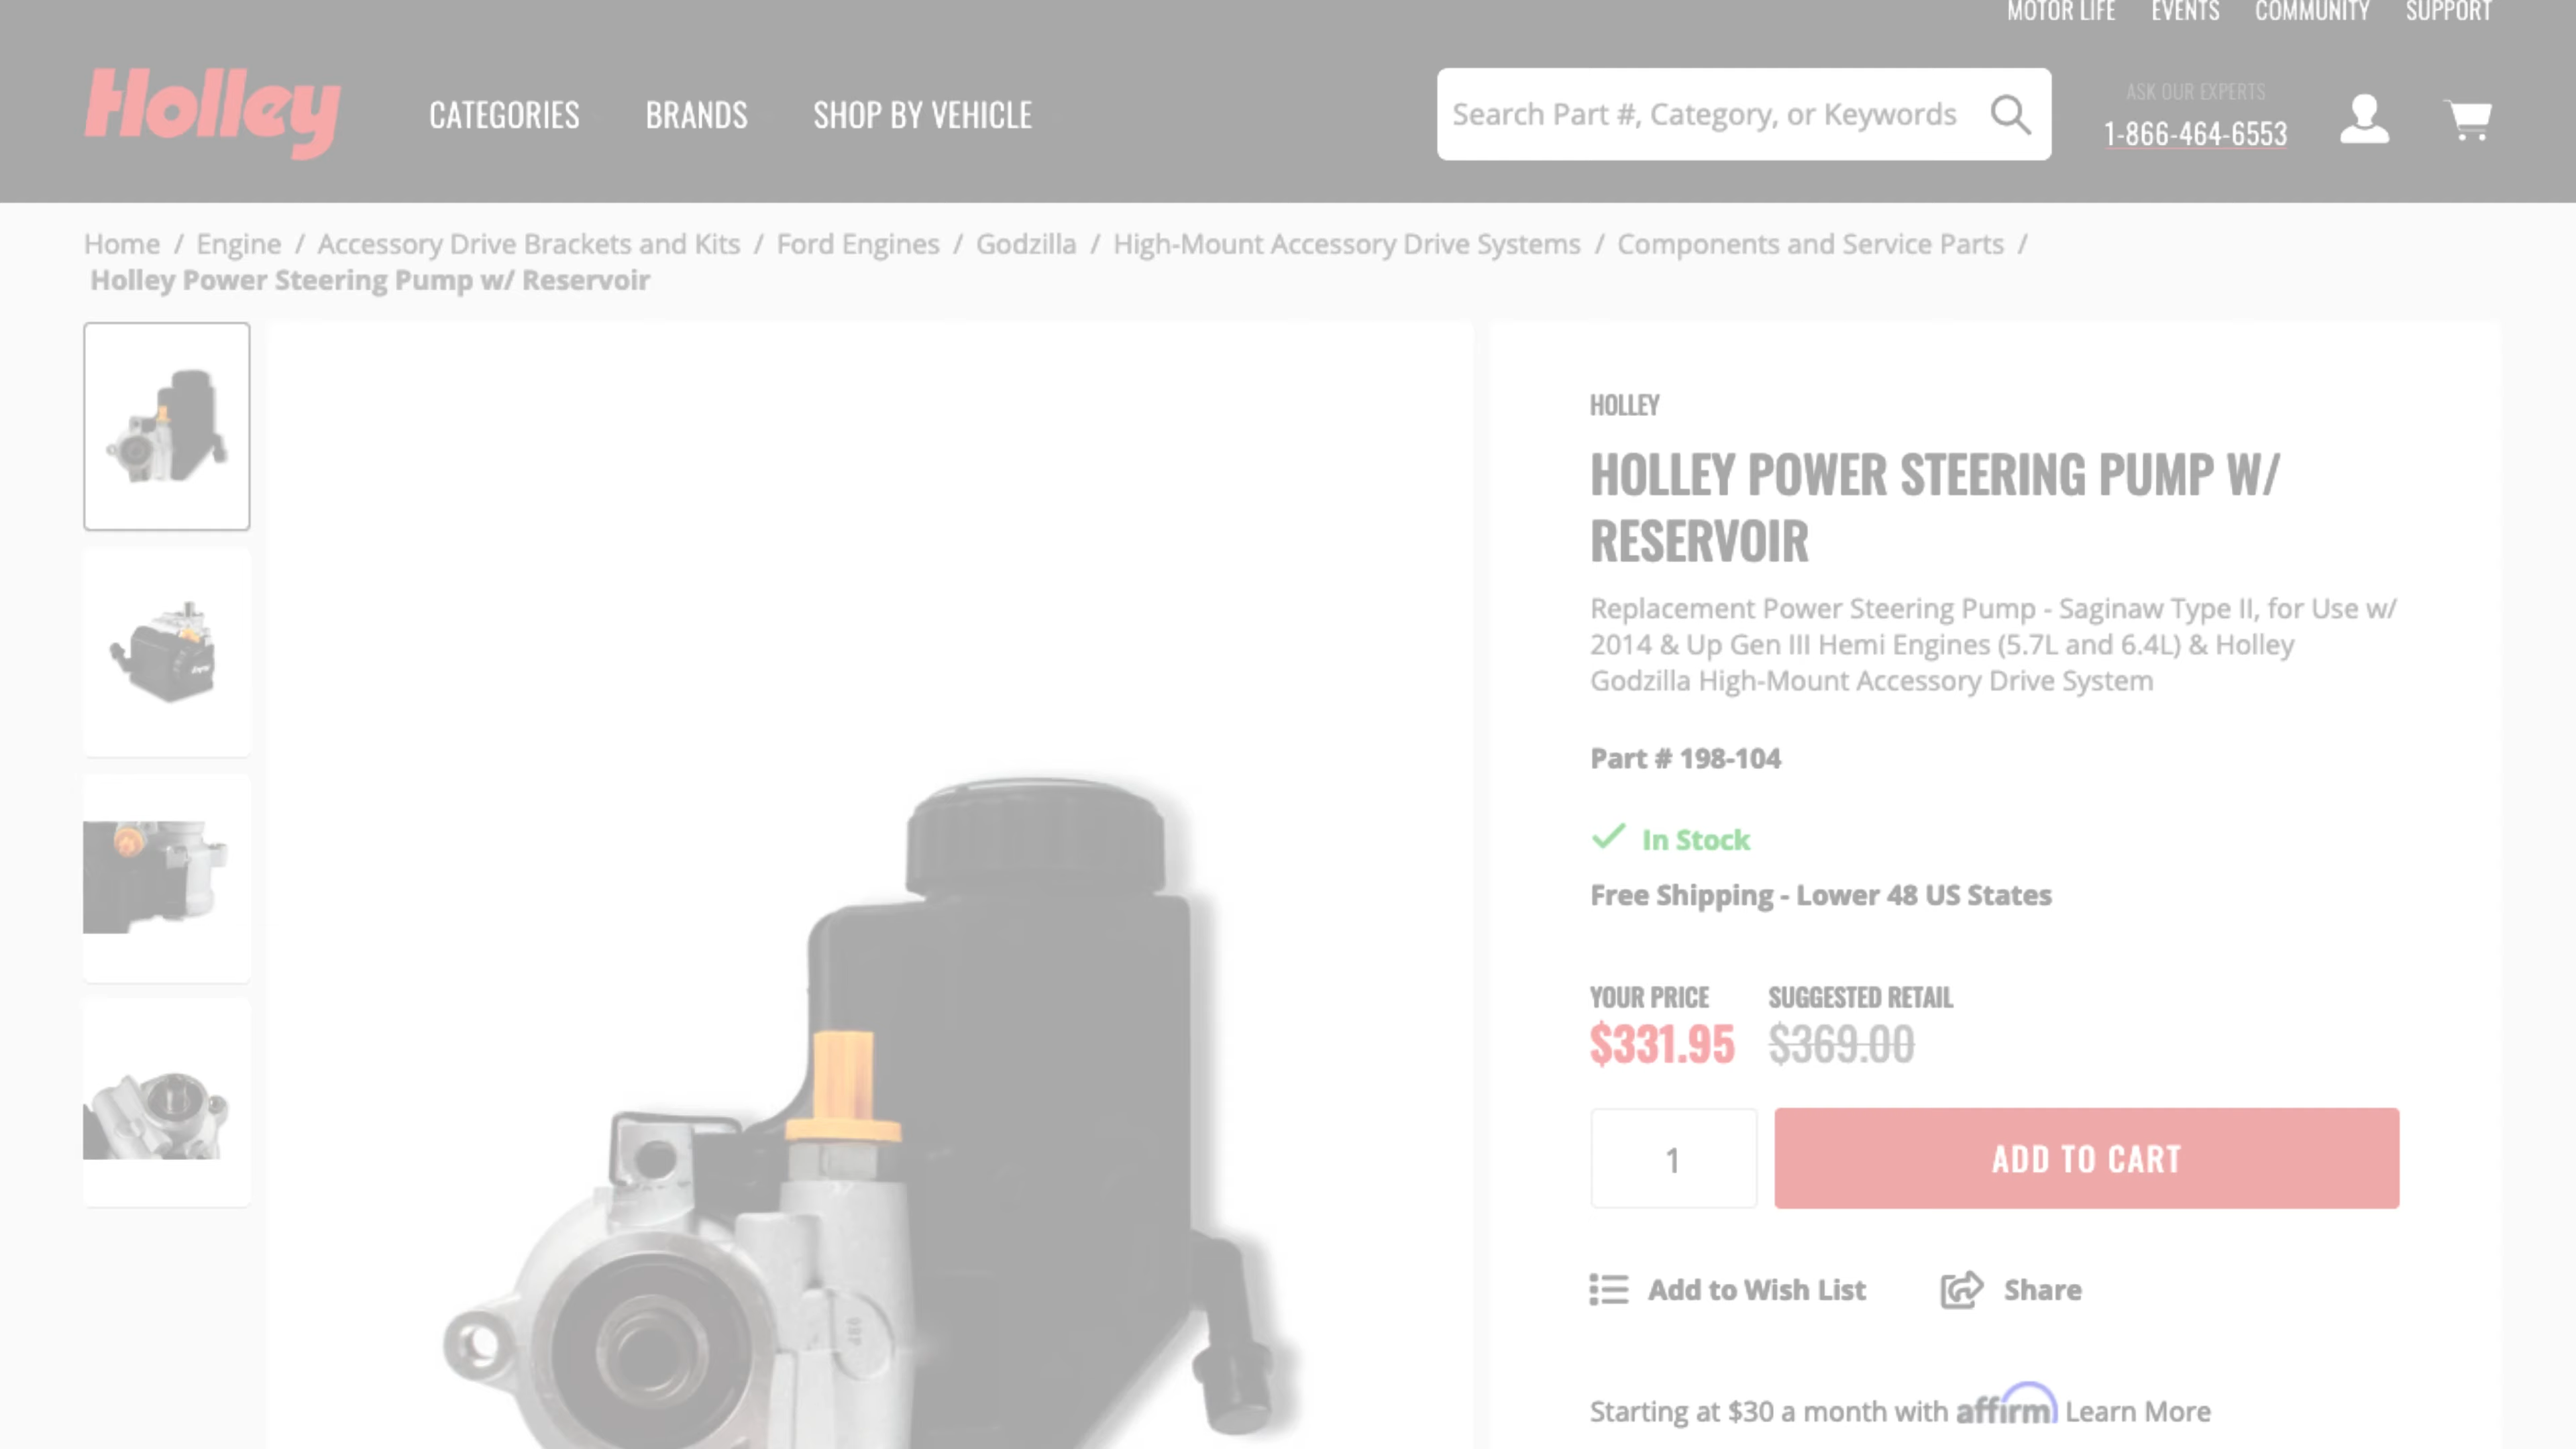 MOTOR LIFE EVENTS COMMUNITY SUPPORT
Holley
CATEGORIES BRANDS SHOP BY VEHICLE
Search Part #, Category, or Keywords
ASK OUR EXPERTS
1-866-464-6553
Home / Engine / Accessory Drive Brackets and Kits / Ford Engines / Godzilla / High-Mount Accessory Drive Systems / Components and Service Parts /
Holley Power Steering Pump w/ Reservoir
HOLLEY
HOLLEY POWER STEERING PUMP W/
RESERVOIR
Replacement Power Steering Pump - Saginaw Type II, for Use w/
2014 & Up Gen III Hemi Engines (5.7L and 6.4L) & Holley
Godzilla High-Mount Accessory Drive System
Part # 198-104
In Stock
Free Shipping - Lower 48 US States
YOUR PRICE SUGGESTED RETAIL
$331.95 $369.00
1 ADD TO CART
Add to Wish List Share
Starting at $30 a month with affirm Learn More